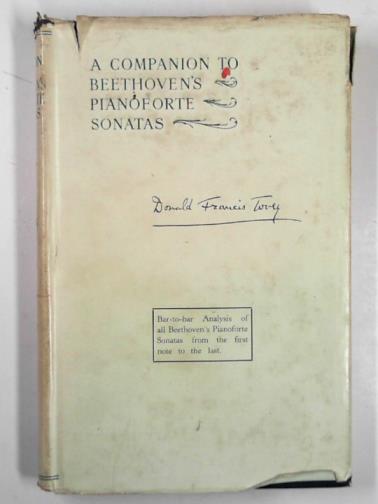 A COMPANION TO
BEETHOVEN'S
PIANOFORTE
SONATAS
Donald Francis Tovey
Bar-to-bar Analysis of
all Beethoven's Pianoforte
Sonatas from the first
note to the last.